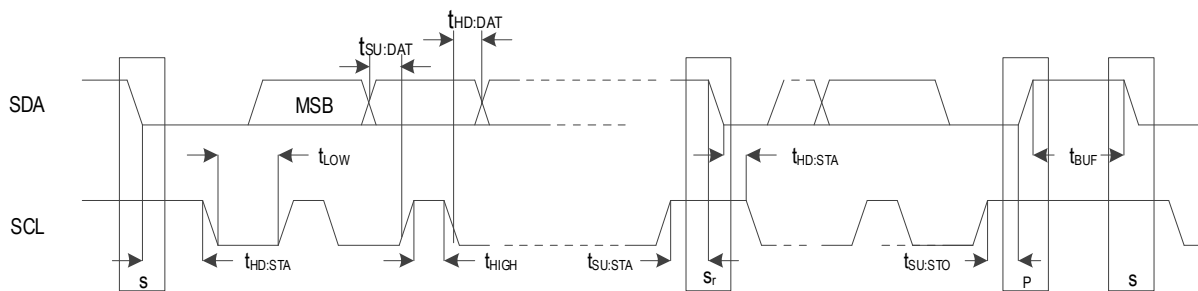 tHD:DAT
tSU:DAT
SDA
MSB
tLOW
tHD:STA
tBUF
SCL
tHD:STA
tHIGH
tSU:STA
tSU:STO
S
Sr
P
S